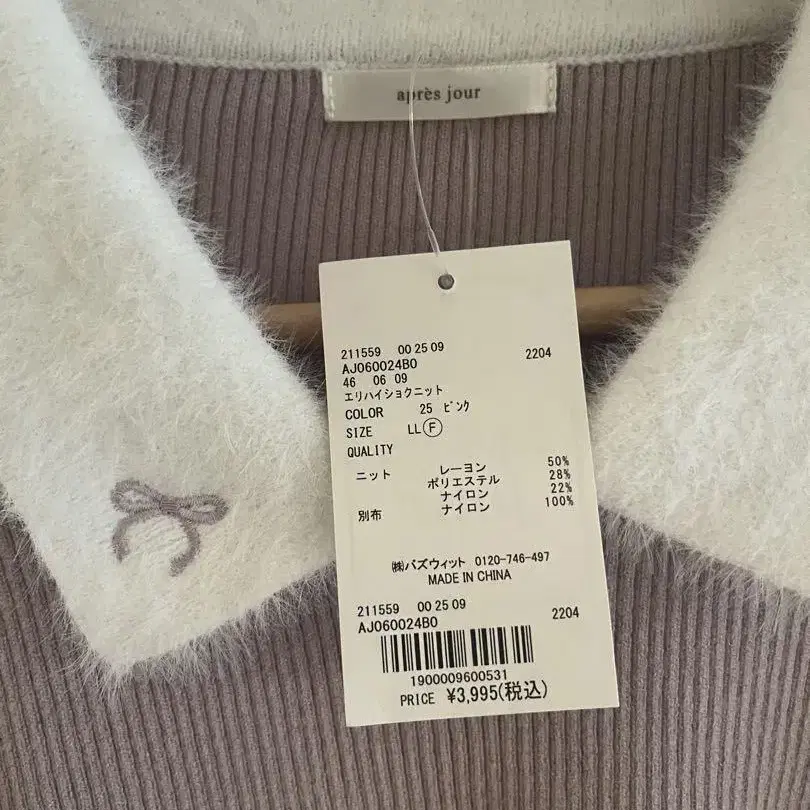 après jour
211559 00 25 09
AJ060024B0 2204
46 06 09
エリハイショクニット
COLOR 25 ピンク
SIZE LL Ⓕ
QUALITY
ニット レーヨン 50%
ポリエステル 28%
ナイロン 22%
別布 ナイロン 100%
㈱バズウィット 0120-746-497
MADE IN CHINA
211559 00 25 09
AJ060024B0 2204
1900009600531
PRICE ¥3,995(税込)